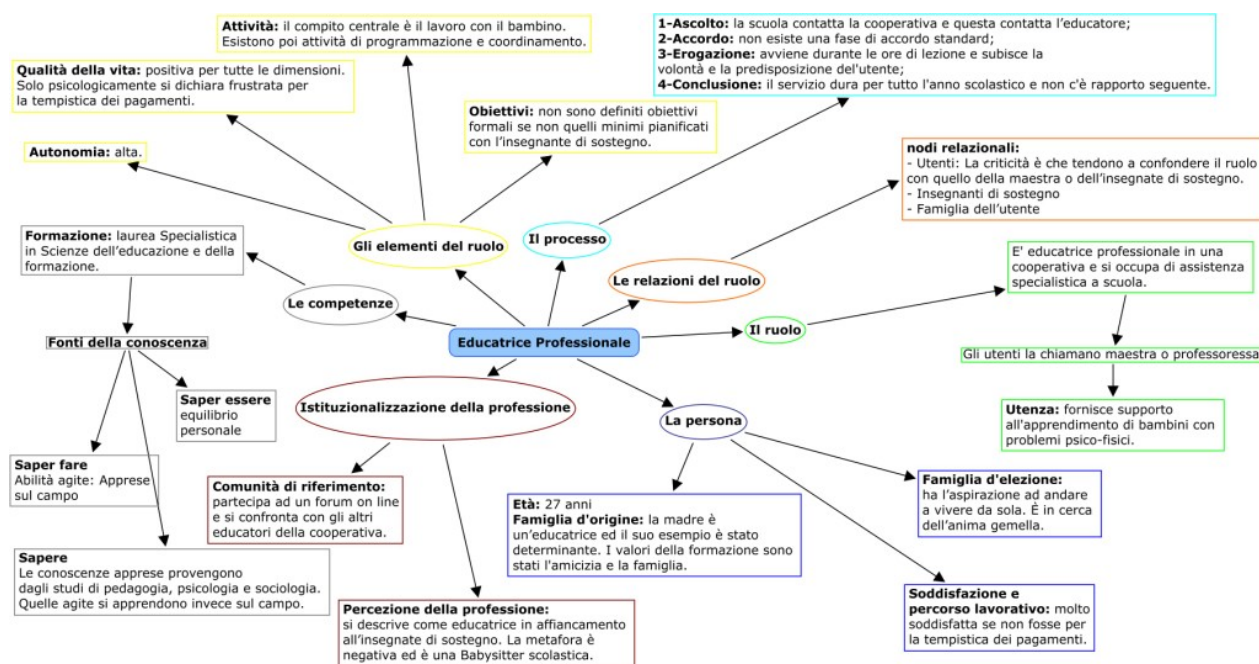 Attività: il compito centrale è il lavoro con il bambino.
Esistono poi attività di programmazione e coordinamento.
Qualità della vita: positiva per tutte le dimensioni.
Solo psicologicamente si dichiara frustrata per
la tempistica dei pagamenti.
Autonomia: alta.
Obiettivi: non sono definiti obiettivi
formali se non quelli minimi pianificati
con l'insegnante di sostegno.
1-Ascolto: la scuola contatta la cooperativa e questa contatta l'educatore;
2-Accordo: non esiste una fase di accordo standard;
3-Erogazione: avviene durante le ore di lezione e subisce la
volontà e la predisposizione del'utente;
4-Conclusione: il servizio dura per tutto l'anno scolastico e non c'è rapporto seguente.
nodi relazionali:
- Utenti: La criticità è che tendono a confondere il ruolo
con quello della maestra o dell'insegnate di sostegno.
- Insegnanti di sostegno
- Famiglia dell'utente
Gli elementi del ruolo
Il processo
Le relazioni del ruolo
Formazione: laurea Specialistica
in Scienze dell'educazione e della
formazione.
Le competenze
E' educatrice professionale in una
cooperativa e si occupa di assistenza
specialistica a scuola.
Il ruolo
Educatrice Professionale
Fonti della conoscenza
Gli utenti la chiamano maestra o professoressa
Saper essere
equilibrio
personale
Istituzionalizzazione della professione
La persona
Utenza: fornisce supporto
all'apprendimento di bambini con
problemi psico-fisici.
Saper fare
Abilità agite: Apprese
sul campo
Comunità di riferimento:
partecipa ad un forum on line
e si confronta con gli altri
educatori della cooperativa.
Età: 27 anni
Famiglia d'origine: la madre è
un'educatrice ed il suo esempio è stato
determinante. I valori della formazione sono
stati l'amicizia e la famiglia.
Famiglia d'elezione:
ha l'aspirazione ad andare
a vivere da sola. É in cerca
dell'anima gemella.
Sapere
Le conoscenze apprese provengono
dagli studi di pedagogia, psicologia e sociologia.
Quelle agite si apprendono invece sul campo.
Percezione della professione:
si descrive come educatrice in affiancamento
all'insegnate di sostegno. La metafora è
negativa ed è una Babysitter scolastica.
Soddisfazione e
percorso lavorativo: molto
soddisfatta se non fosse per
la tempistica dei pagamenti.